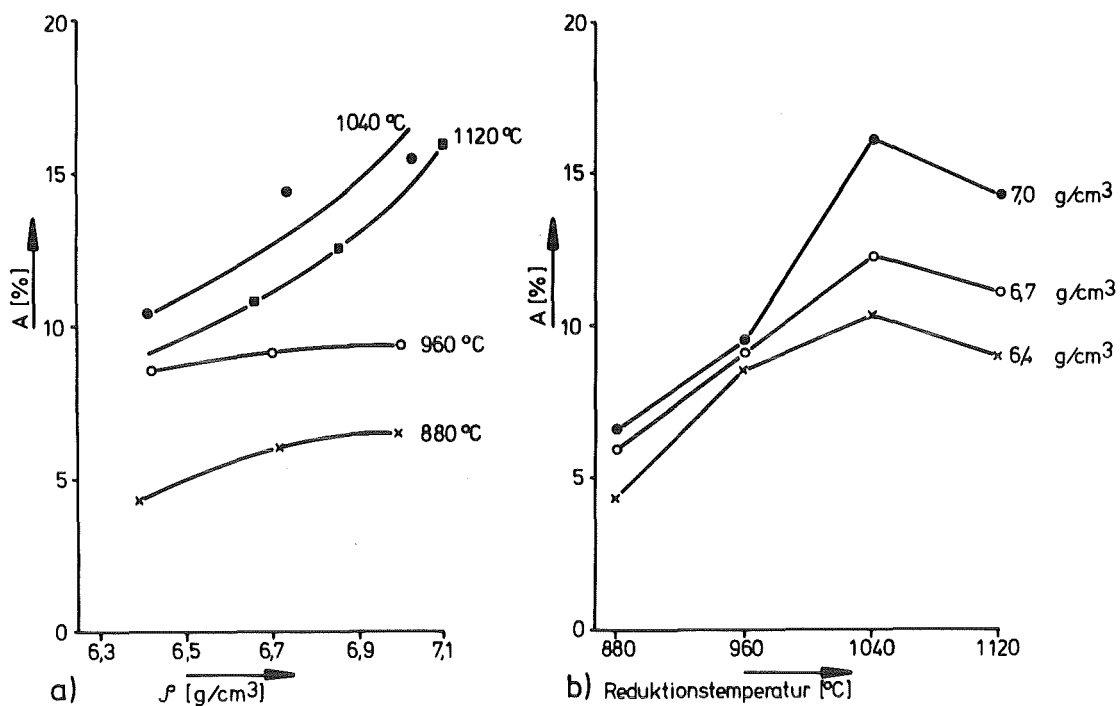 20
15
10
5
0
A [%]
1040 °C
1120 °C
960 °C
880 °C
6,3
6,5
6,7
6,9
7,1
a)
ρ [g/cm3]
20
15
10
5
0
A [%]
7,0 g/cm3
6,7 g/cm3
6,4 g/cm3
880
960
1040
1120
b)
Reduktionstemperatur [°C]